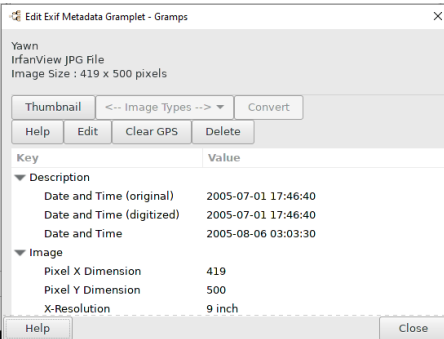 Edit Exif Metadata Gramplet - Gramps
Yawn
IrfanView JPG File
Image Size : 419 x 500 pixels
Thumbnail <-- Image Types --> Convert
Help Edit Clear GPS Delete
Key Value
Description
Date and Time (original) 2005-07-01 17:46:40
Date and Time (digitized) 2005-07-01 17:46:40
Date and Time 2005-08-06 03:03:30
Image
Pixel X Dimension 419
Pixel Y Dimension 500
X-Resolution 9 inch
Help Close